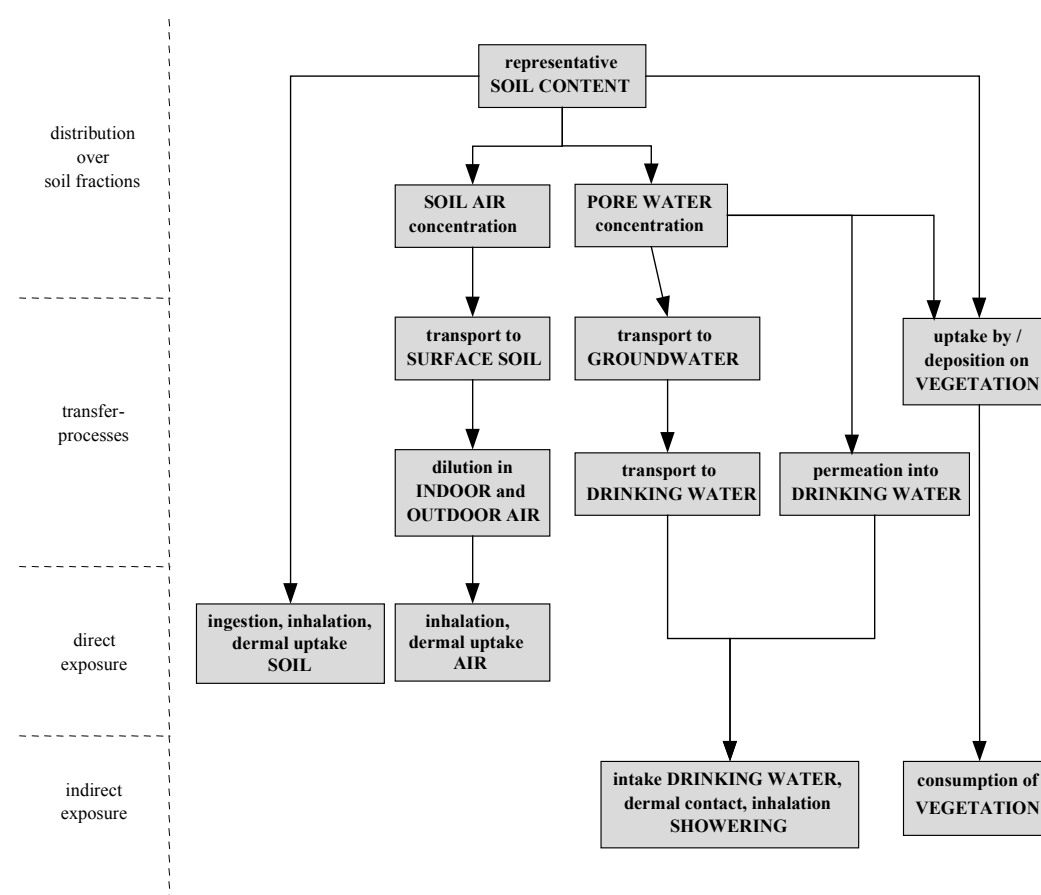 representative
SOIL CONTENT
distribution
over
soil fractions
SOIL AIR
concentration
PORE WATER
concentration
transport to
SURFACE SOIL
transport to
GROUNDWATER
uptake by /
deposition on
VEGETATION
transfer-
processes
dilution in
INDOOR and
OUTDOOR AIR
transport to
DRINKING WATER
permeation into
DRINKING WATER
direct
exposure
ingestion, inhalation,
dermal uptake
SOIL
inhalation,
dermal uptake
AIR
indirect
exposure
intake DRINKING WATER,
dermal contact, inhalation
SHOWERING
consumption of
VEGETATION